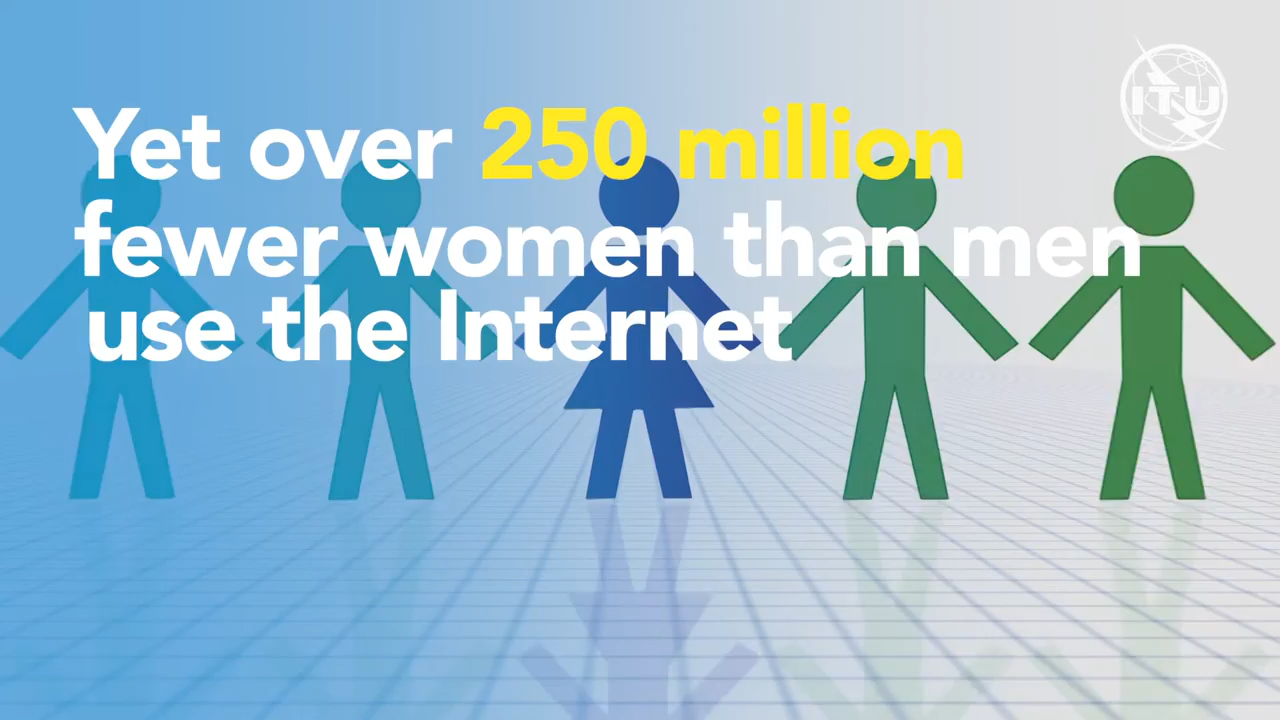 ITU
Yet over 250 million
fewer women than men
use the Internet